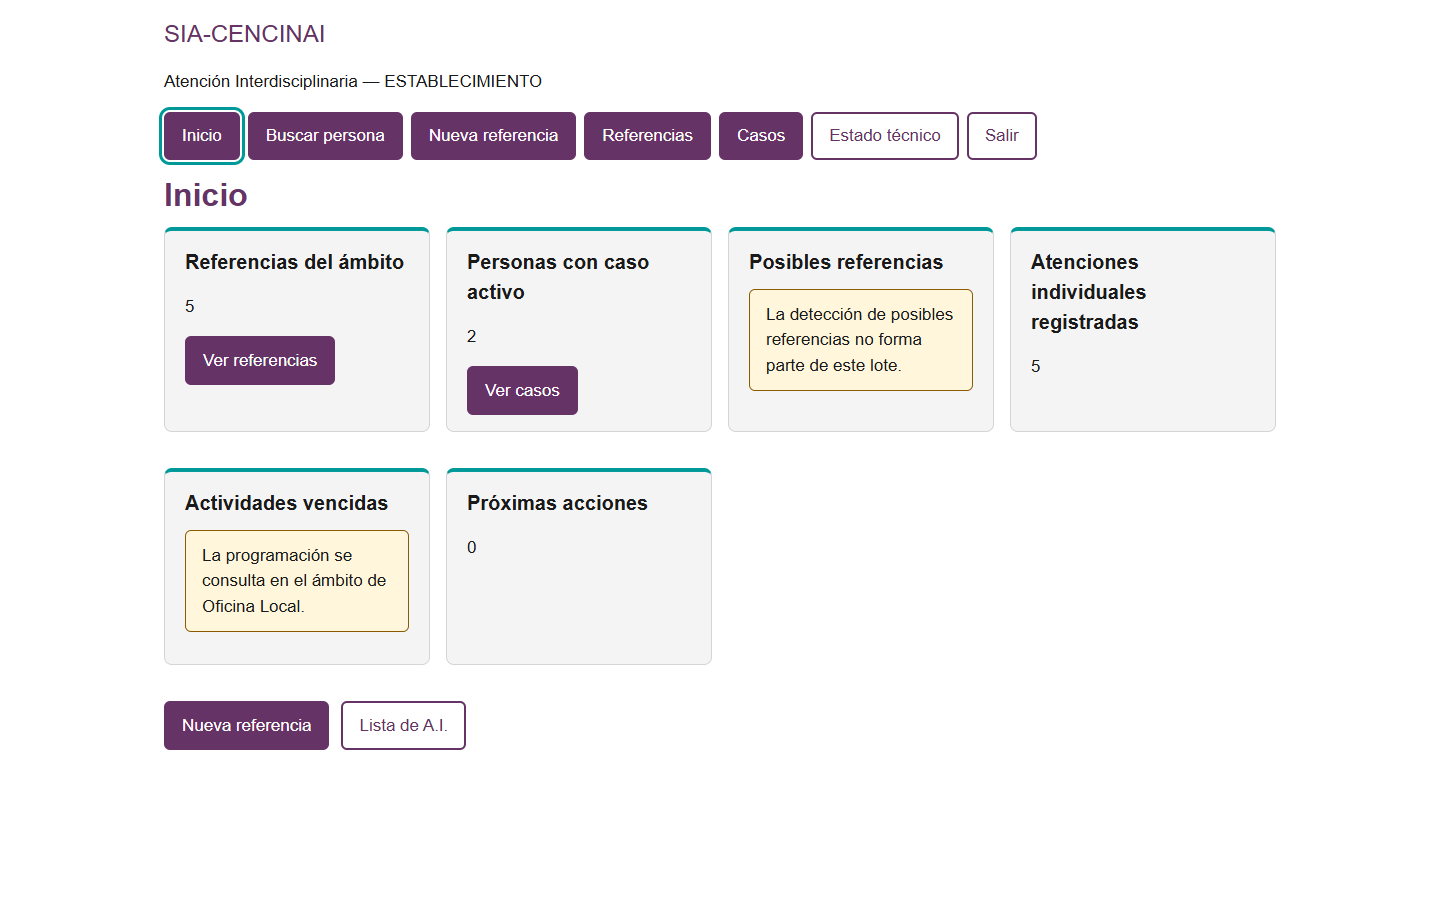 SIA-CENCINAI
Atención Interdisciplinaria — ESTABLECIMIENTO
Inicio
Buscar persona
Nueva referencia
Referencias
Casos
Estado técnico
Salir
Inicio
Referencias del ámbito
5
Ver referencias
Personas con caso
activo
2
Ver casos
Posibles referencias
La detección de posibles
referencias no forma
parte de este lote.
Atenciones
individuales
registradas
5
Actividades vencidas
La programación se
consulta en el ámbito de
Oficina Local.
Próximas acciones
0
Nueva referencia
Lista de A.I.